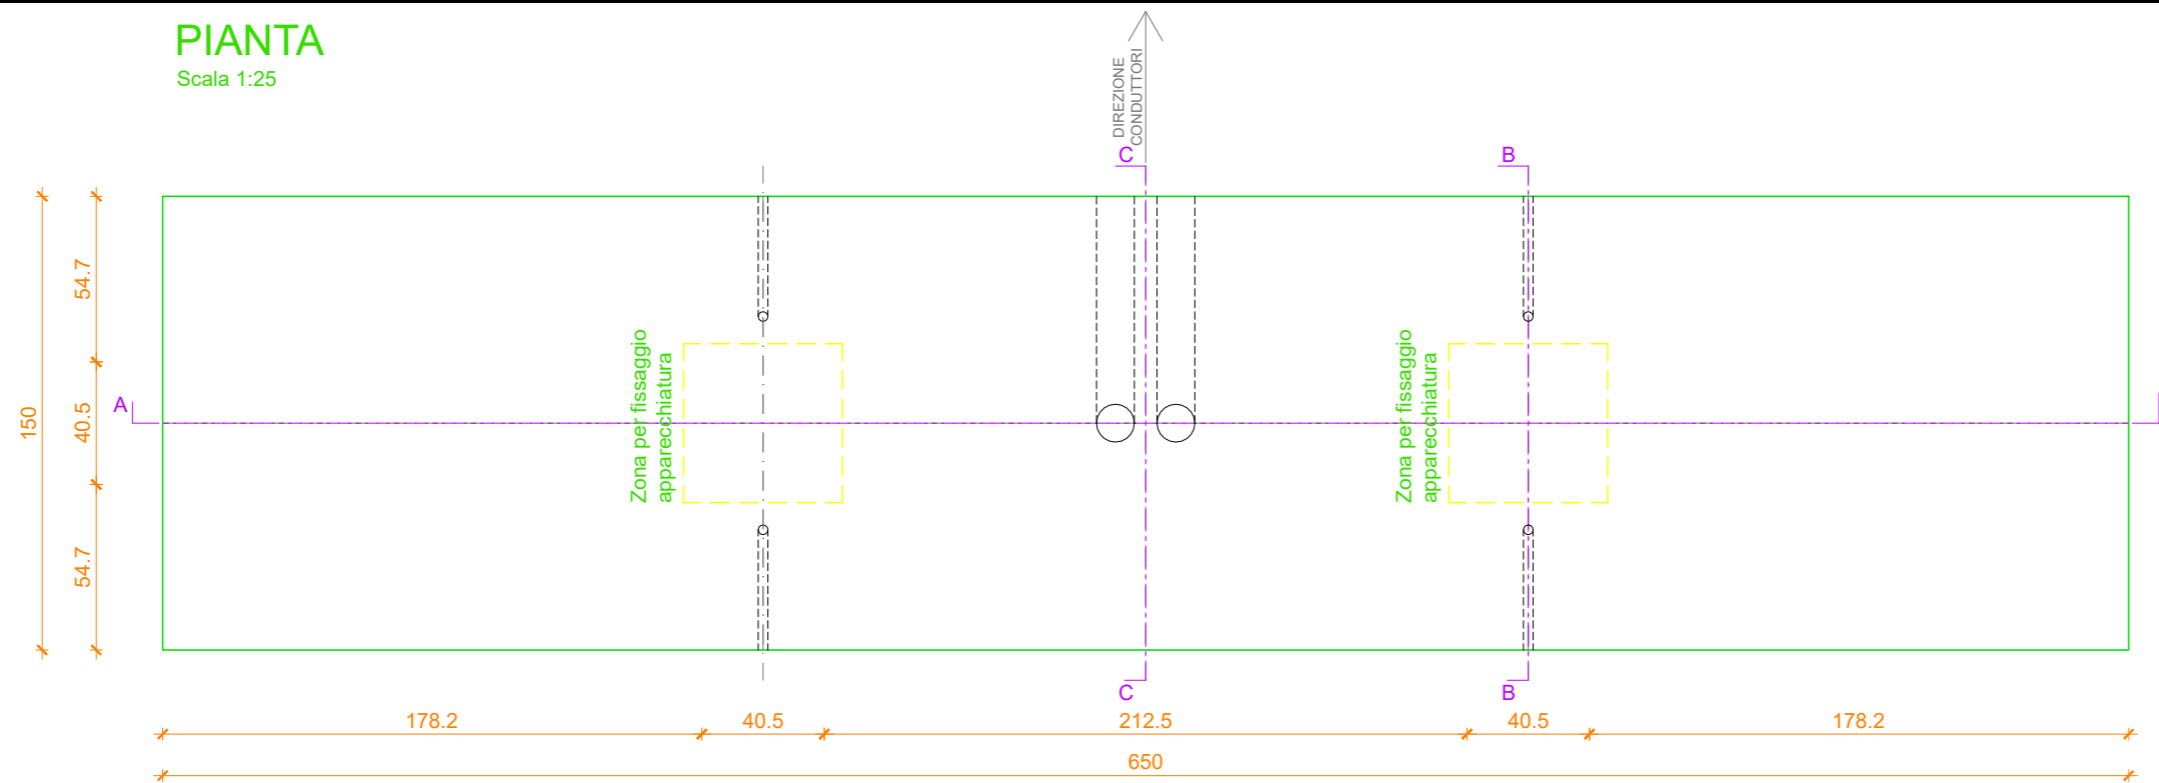 PIANTA
Scala 1:25
DIREZIONE
CONDUTTORI
C
B
54.7
150
40.5
54.7
A
Zona per fissaggio
apparecchiatura
Zona per fissaggio
apparecchiatura
C
B
178.2
40.5
212.5
40.5
178.2
650